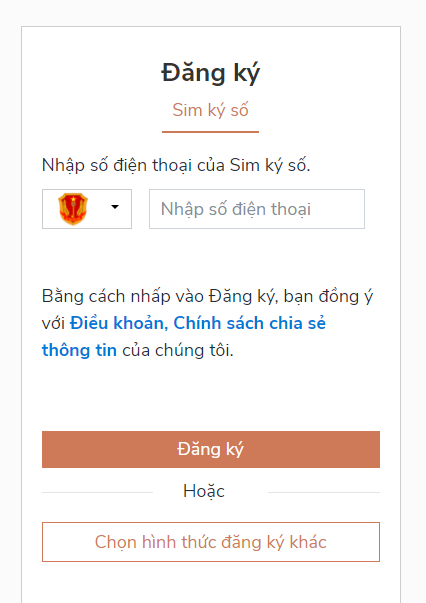 Đăng ký
Sim ký số
Nhập số điện thoại của Sim ký số.
Nhập số điện thoại
Bằng cách nhấp vào Đăng ký, bạn đồng ý
với Điều khoản, Chính sách chia sẻ
thông tin của chúng tôi.
Đăng ký
Hoặc
Chọn hình thức đăng ký khác